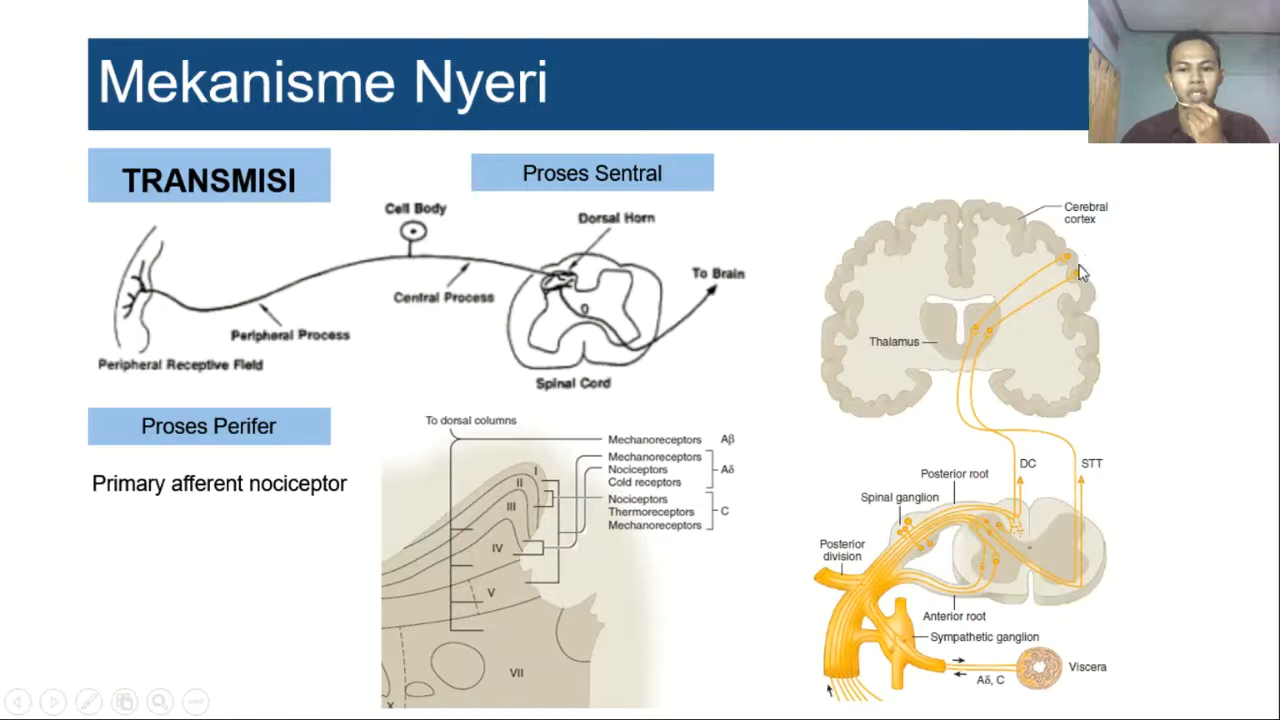 Mekanisme Nyeri
TRANSMISI
Proses Sentral
Cell Body
Dorsal Horn
To Brain
Central Process
Peripheral Process
Peripheral Receptive Field
Spinal Cord
Proses Perifer
Primary afferent nociceptor
To dorsal columns
Mechanoreceptors Aβ
Mechanoreceptors
Nociceptors Aδ
Cold receptors
Nociceptors
Thermoreceptors C
Mechanoreceptors
I
II
III
IV
V
VII
X
Cerebral
cortex
Thalamus
DC
STT
Posterior root
Spinal ganglion
Posterior
division
Anterior root
Sympathetic ganglion
Viscera
Aδ, C